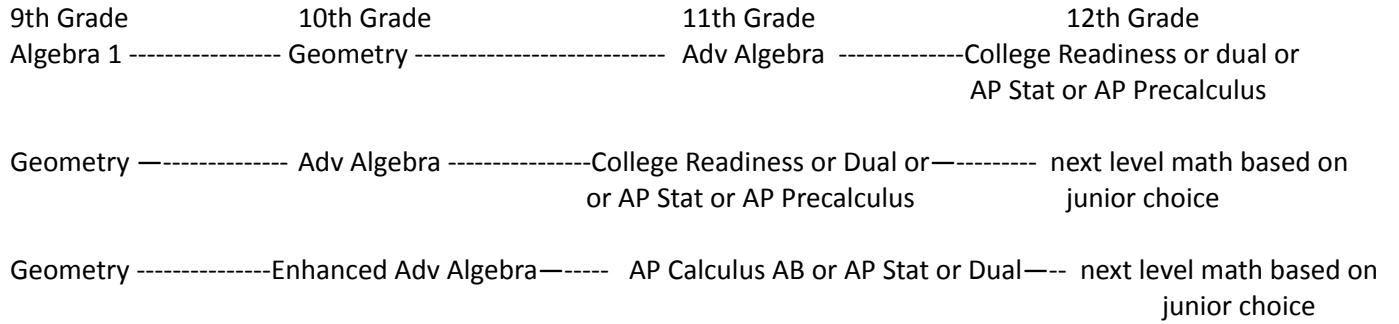 9th Grade 10th Grade 11th Grade 12th Grade
Algebra 1 ---------------- Geometry -------------------------- Adv Algebra --------------College Readiness or dual or
AP Stat or AP Precalculus
Geometry —-------------- Adv Algebra ----------------College Readiness or Dual or—--------- next level math based on
or AP Stat or AP Precalculus junior choice
Geometry ---------------Enhanced Adv Algebra—----- AP Calculus AB or AP Stat or Dual—-- next level math based on
junior choice